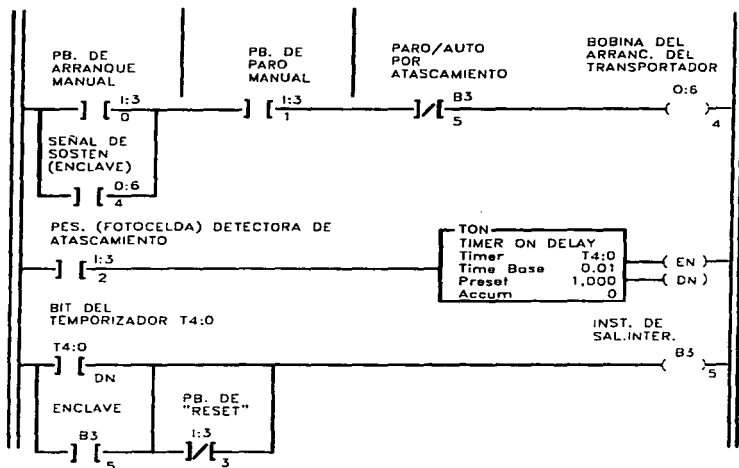 PB. DE
ARRANQUE
MANUAL
PB. DE
PARO
MANUAL
PARO/AUTO
POR
ATASCAMIENTO
BOBINA DEL
ARRANC. DEL
TRANSPORTADOR
I:3
0
I:3
1
B3
5
O:6
4
SEÑAL DE
SOSTEN
(ENCLAVE)
O:6
4
PES. (FOTOCELDA) DETECTORA DE
ATASCAMIENTO
I:3
2
TON
TIMER ON DELAY
Timer T4:0
Time Base 0.01
Preset 1,000
Accum 0
EN
DN
BIT DEL
TEMPORIZADOR T4:0
INST. DE
SAL.INTER.
T4:0
DN
B3
5
ENCLAVE
PB. DE
"RESET"
B3
5
I:3
3